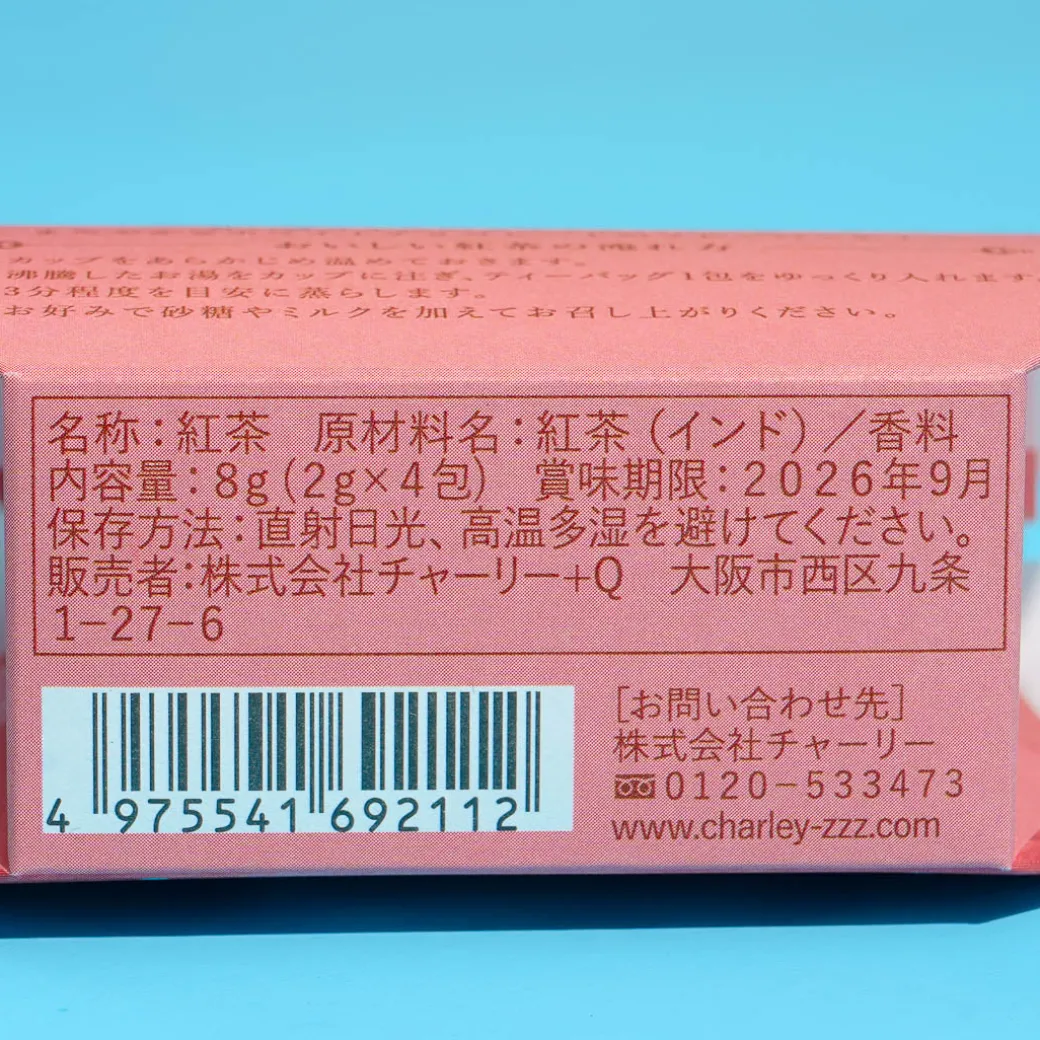 おいしい紅茶の淹れ方
カップをあらかじめ温めておきます。
沸騰したお湯をカップに注ぎ、ティーバッグ1包をゆっくり入れます。
3分程度を目安に蒸らします。
お好みで砂糖やミルクを加えてお召し上がりください。
名称：紅茶　原材料名：紅茶（インド）／香料
内容量：8g(2g×4包)　賞味期限：2026年9月
保存方法：直射日光、高温多湿を避けてください。
販売者：株式会社チャーリー+Q　大阪市西区九条
1−27−6
4 975541 692112
［お問い合わせ先］
株式会社チャーリー
0120−533473
www.charley-zzz.com